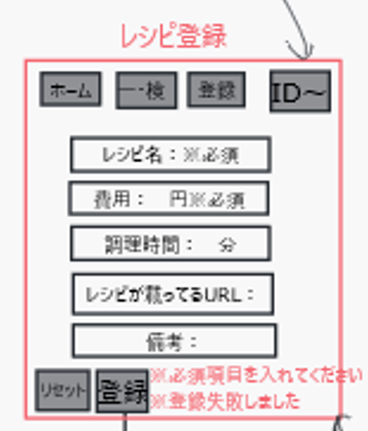 レシピ登録
ホーム
一・検
登録
ID～
レシピ名：※必須
費用：　円※必須
調理時間：　分
レシピが載ってるURL：
備考：
リセット
登録
※必須項目を入れてください
※登録失敗しました